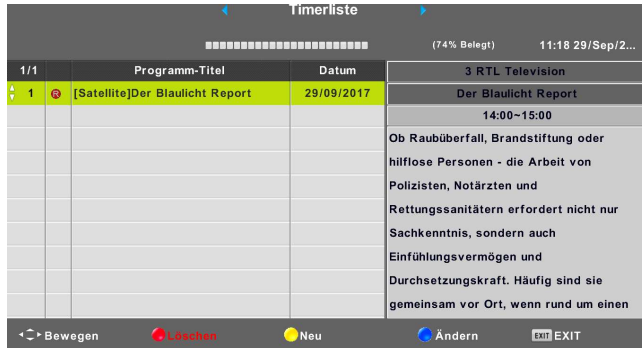 Timerliste
(74% Belegt) 11:18 29/Sep/2...
1/1 Programm-Titel Datum
3 RTL Television
1 R [Satellite]Der Blaulicht Report 29/09/2017
Der Blaulicht Report
14:00~15:00
Ob Raubüberfall, Brandstiftung oder
hilflose Personen - die Arbeit von
Polizisten, Notärzten und
Rettungssanitätern erfordert nicht nur
Sachkenntnis, sondern auch
Einfühlungsvermögen und
Durchsetzungskraft. Häufig sind sie
gemeinsam vor Ort, wenn rund um einen
Bewegen Löschen Neu Ändern EXIT EXIT